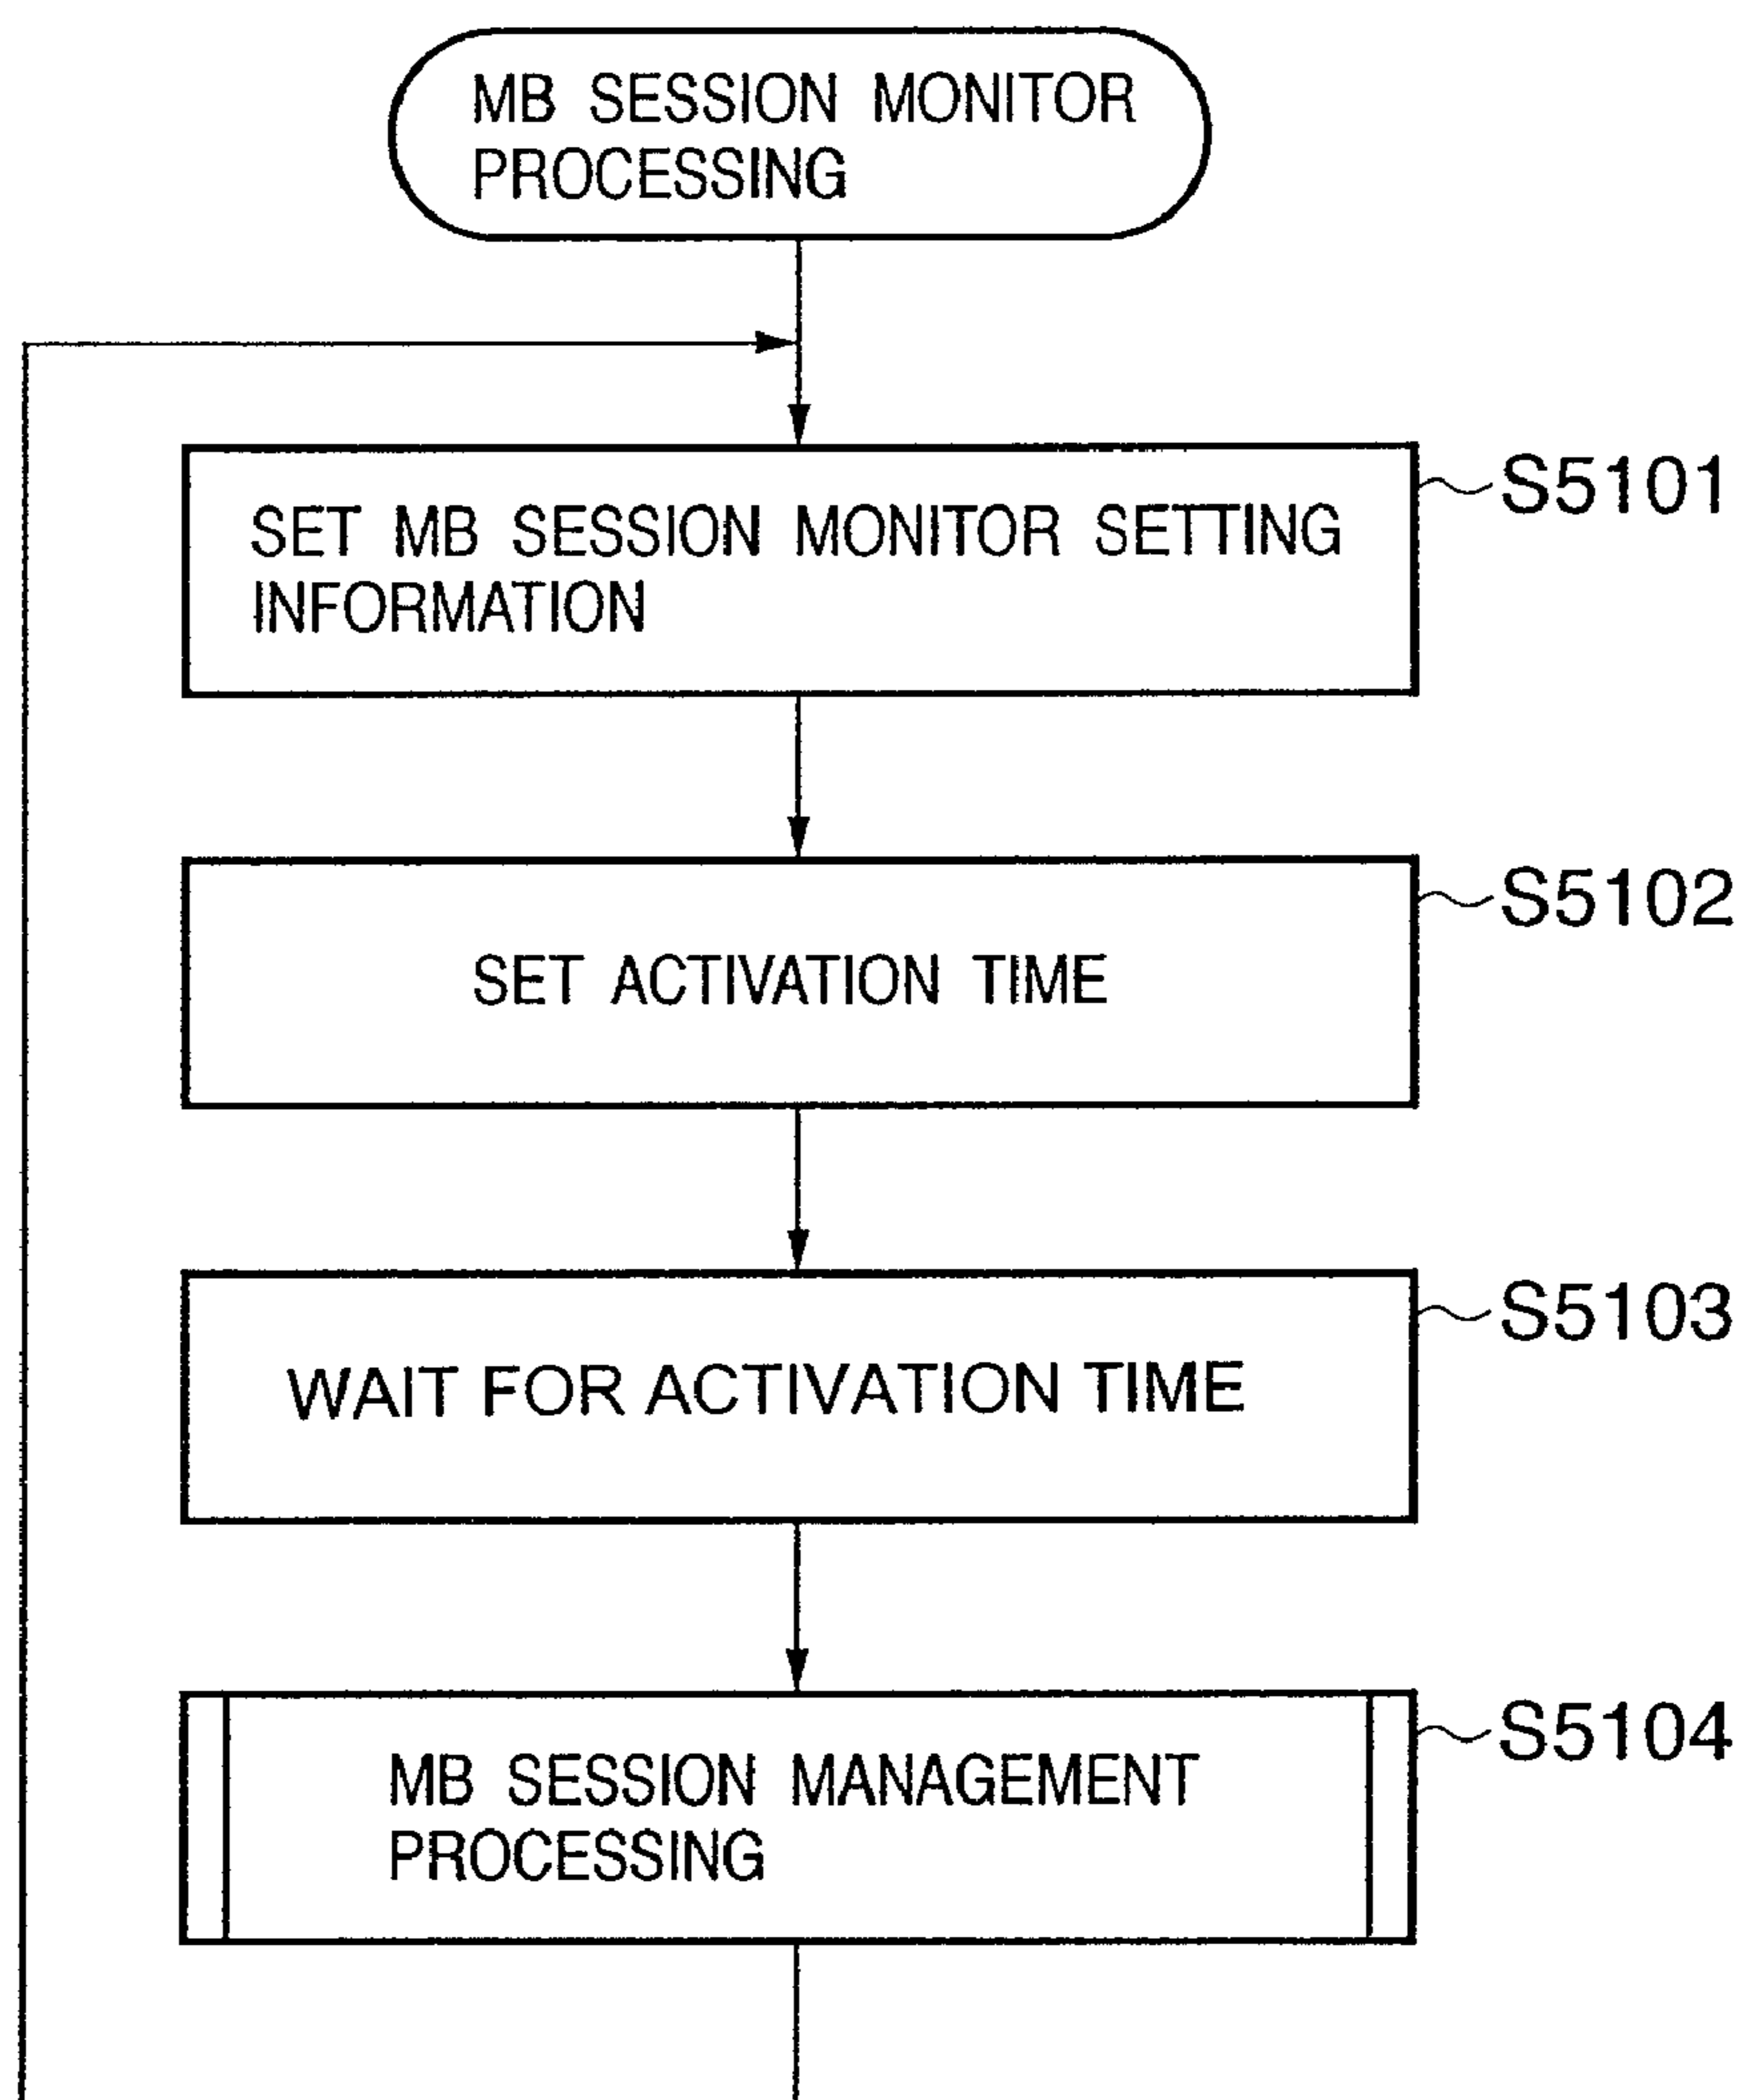 MB SESSION MONITOR
PROCESSING
S5101
SET MB SESSION MONITOR SETTING
INFORMATION
S5102
SET ACTIVATION TIME
S5103
WAIT FOR ACTIVATION TIME
S5104
MB SESSION MANAGEMENT
PROCESSING